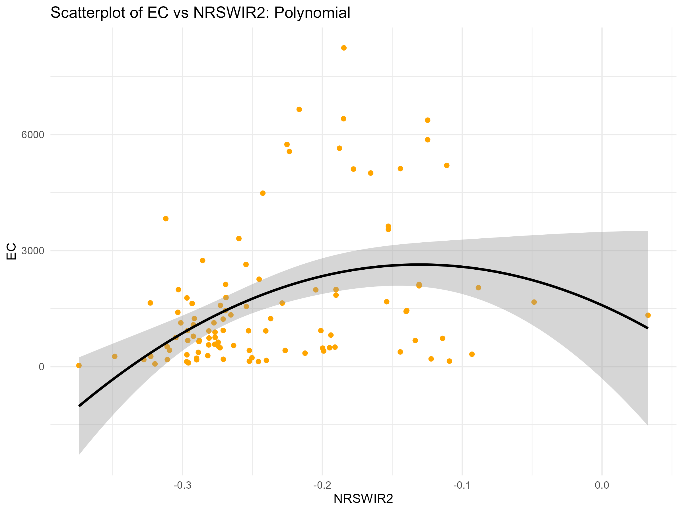 Scatterplot of EC vs NRSWIR2: Polynomial
6000
3000
0
EC
-0.3 -0.2 -0.1 0.0
NRSWIR2